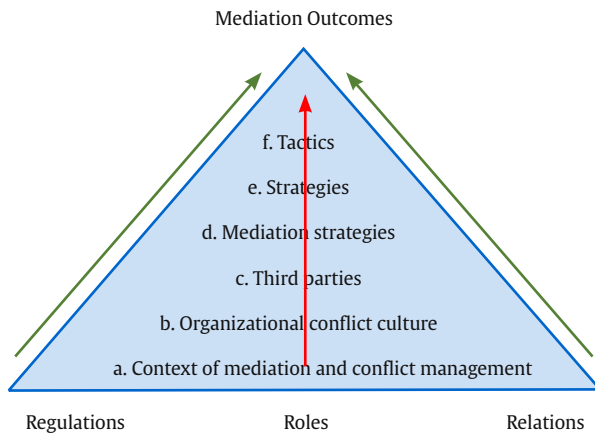 Mediation Outcomes
f. Tactics
e. Strategies
d. Mediation strategies
c. Third parties
b. Organizational conflict culture
a. Context of mediation and conflict management
Regulations Roles Relations